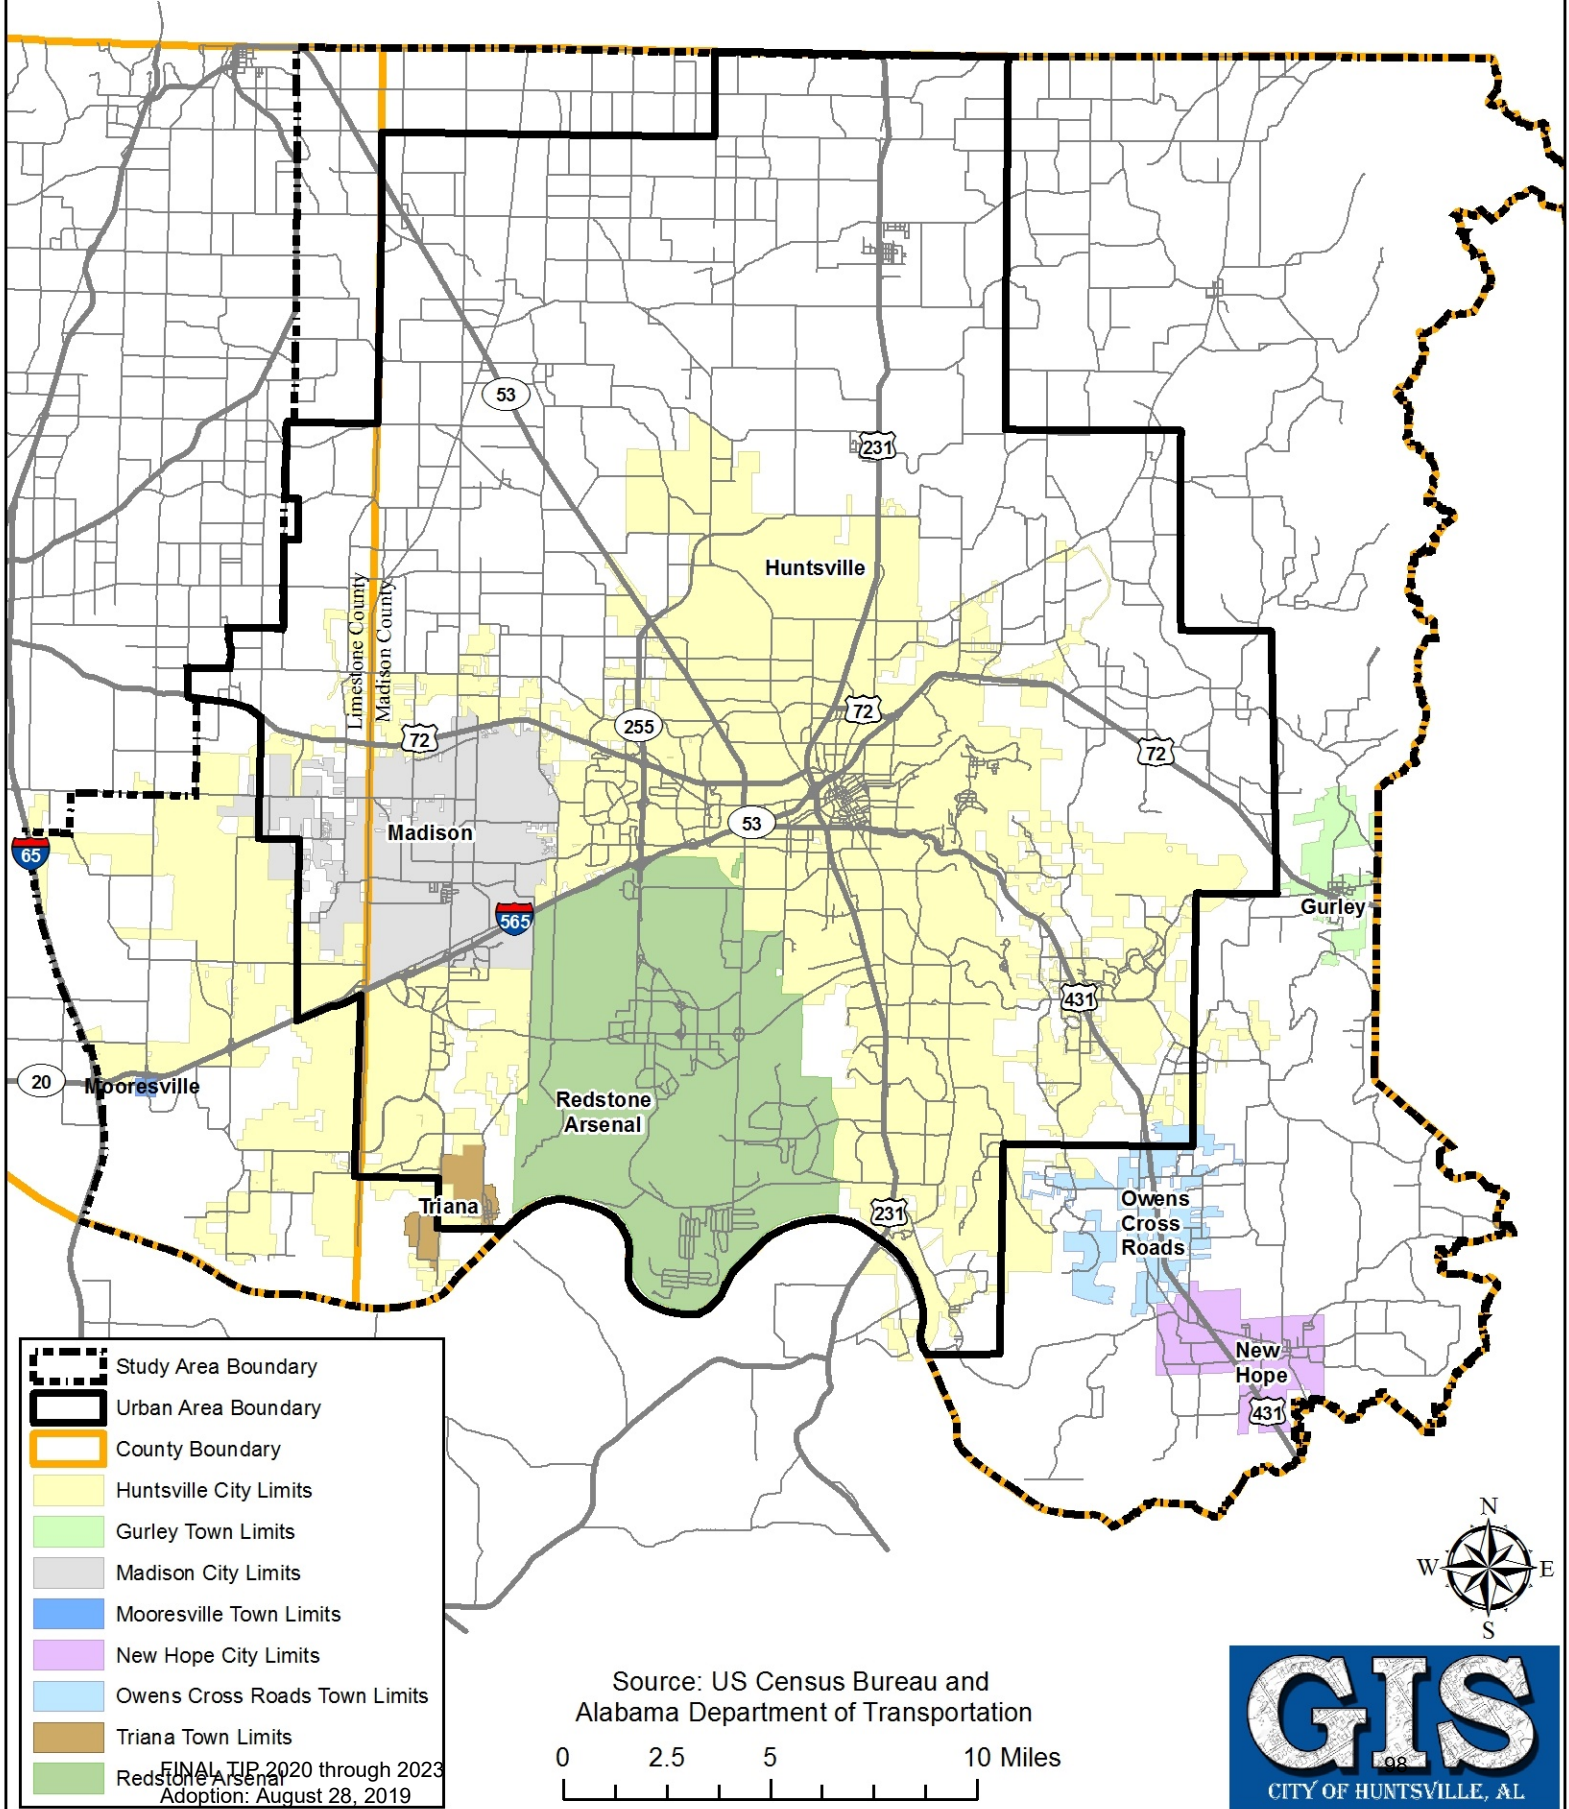 53
231
Huntsville
Limestone County
Madison County
72
255
72
72
Madison
53
65
Gurley
565
431
20
Mooresville
Redstone
Arsenal
Triana
231
Owens
Cross
Roads
New
Hope
431
Study Area Boundary
Urban Area Boundary
County Boundary
Huntsville City Limits
Gurley Town Limits
Madison City Limits
Mooresville Town Limits
New Hope City Limits
Owens Cross Roads Town Limits
Triana Town Limits
Redstone Arsenal
FINAL TIP 2020 through 2023
Adoption: August 28, 2019
Source: US Census Bureau and
Alabama Department of Transportation
0 2.5 5 10 Miles
N
W E
S
GIS
98
CITY OF HUNTSVILLE, AL